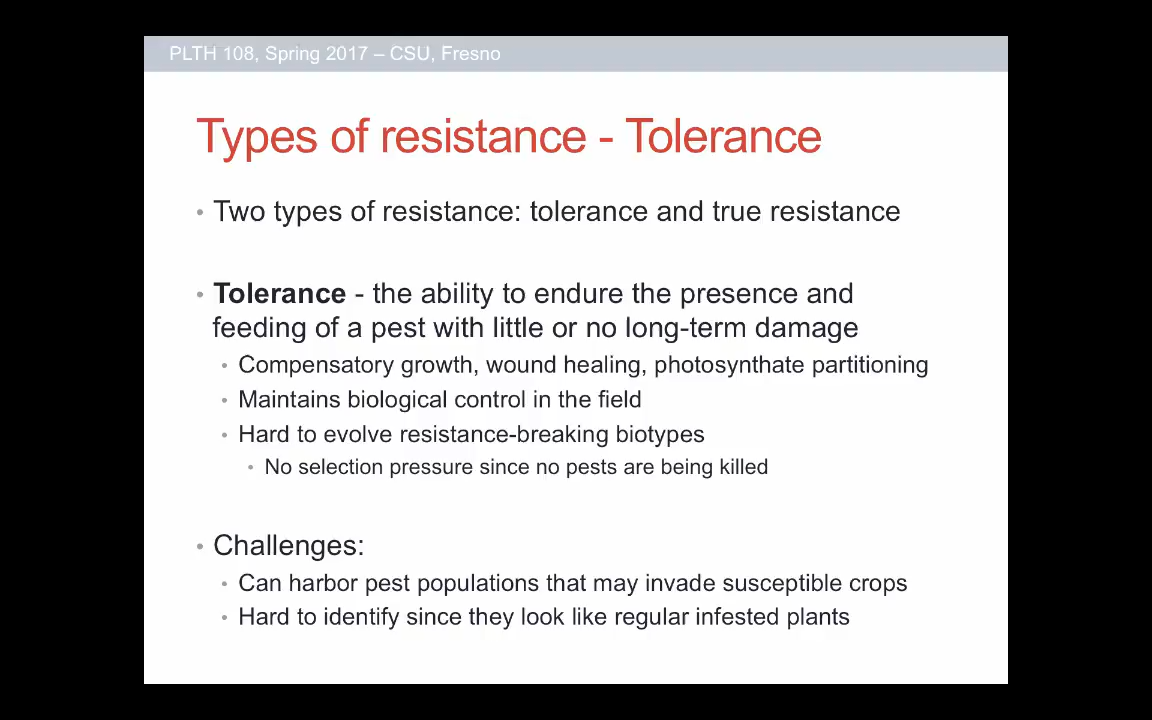 PLTH 108, Spring 2017 – CSU, Fresno
Types of resistance - Tolerance
• Two types of resistance: tolerance and true resistance
• Tolerance - the ability to endure the presence and
feeding of a pest with little or no long-term damage
• Compensatory growth, wound healing, photosynthate partitioning
• Maintains biological control in the field
• Hard to evolve resistance-breaking biotypes
• No selection pressure since no pests are being killed
• Challenges:
• Can harbor pest populations that may invade susceptible crops
• Hard to identify since they look like regular infested plants